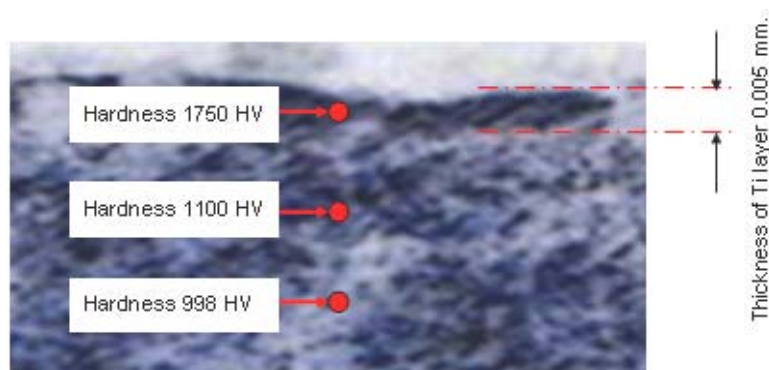 Hardness 1750 HV
Hardness 1100 HV
Hardness 998 HV
Thickness of Ti layer 0.005 mm.